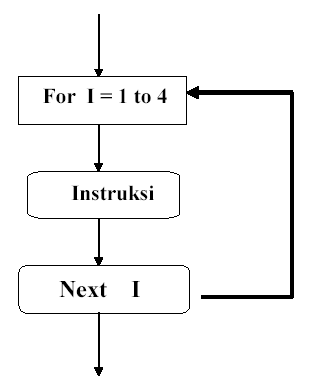 For I = 1 to 4
Instruksi
Next I